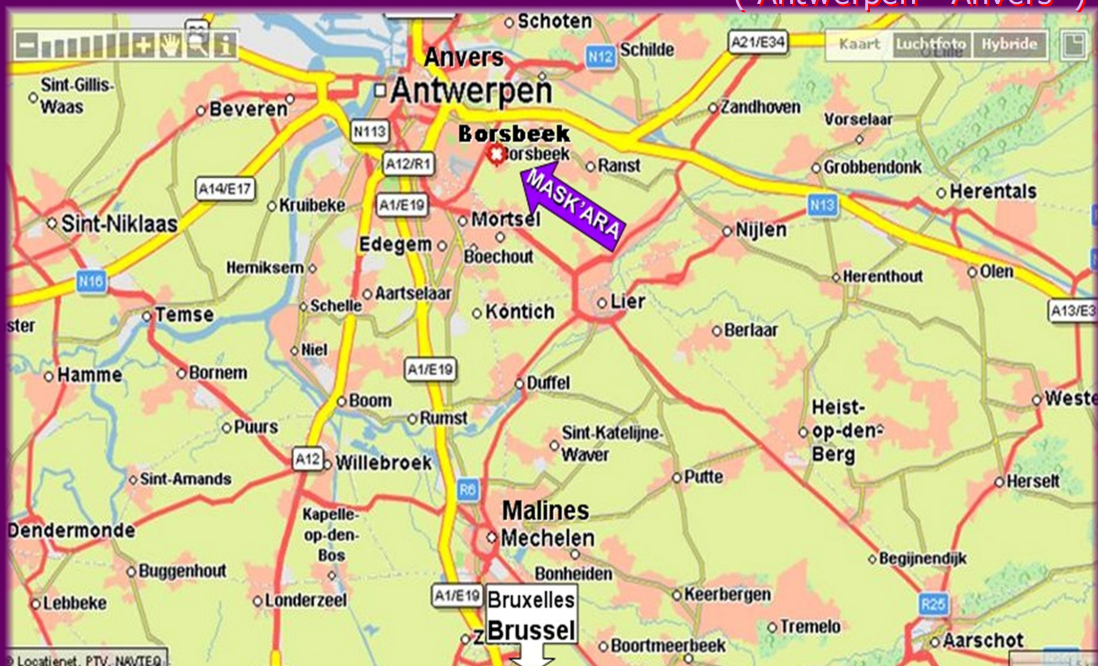 ( Antwerpen - Anvers )
Schoten
Kaart
Luchtfoto
Hybride
A21/E34
Anvers
N12
Schilde
Sint-Gillis-
Waas
Antwerpen
Beveren
Zandhoven
Vorselaar
N113
Borsbeek
Borsbeek
A12/R1
Ranst
Grobbendonk
A14/E17
MASK'ARA
Herentals
Kruibeke
A1/E19
N13
Sint-Niklaas
Mortsel
Nijlen
Edegem
Boechout
Hemiksem
Olen
Herenthout
N16
Aartselaar
Schelle
Lier
Kontich
A13/E3
Temse
ster
Berlaar
Niel
Hamme
Bornem
A1/E19
Duffel
Boom
Weste
Rumst
Heist-
op-den-
Berg
Puurs
Sint-Katelijne-
Waver
A12
Willebroek
Sint-Amands
Putte
Herselt
R6
Malines
Mechelen
Kapelle-
op-den-
Bos
Dendermonde
Begijnendijk
Buggenhout
Bonheiden
Lebbeke
Londerzeel
A1/E19
Bruxelles
Brussel
Keerbergen
R25
Tremelo
Z
Boortmeerbeek
Aarschot
Locatienet, PTV, NAVTEQ